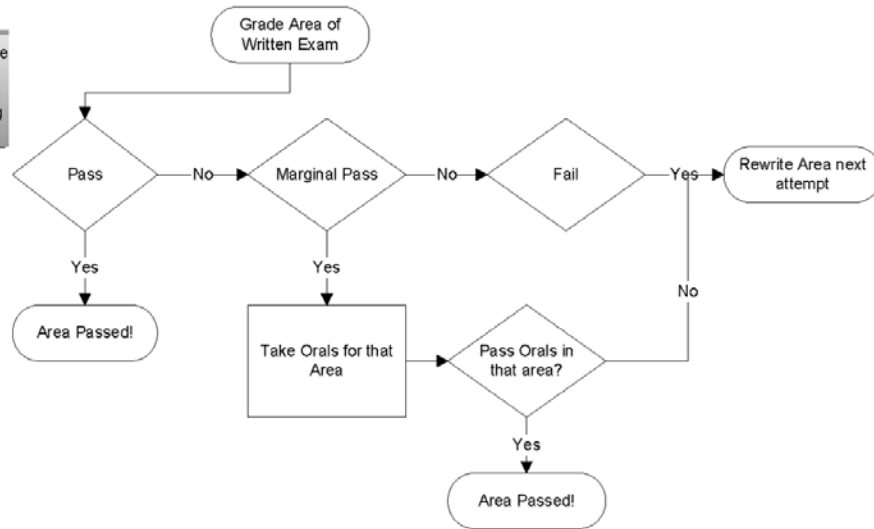 Grade Area of
Written Exam
Pass
No
Marginal Pass
No
Fail
Yes
Rewrite Area next
attempt
Yes
Yes
No
Area Passed!
Take Orals for that
Area
Pass Orals in
that area?
Yes
Area Passed!